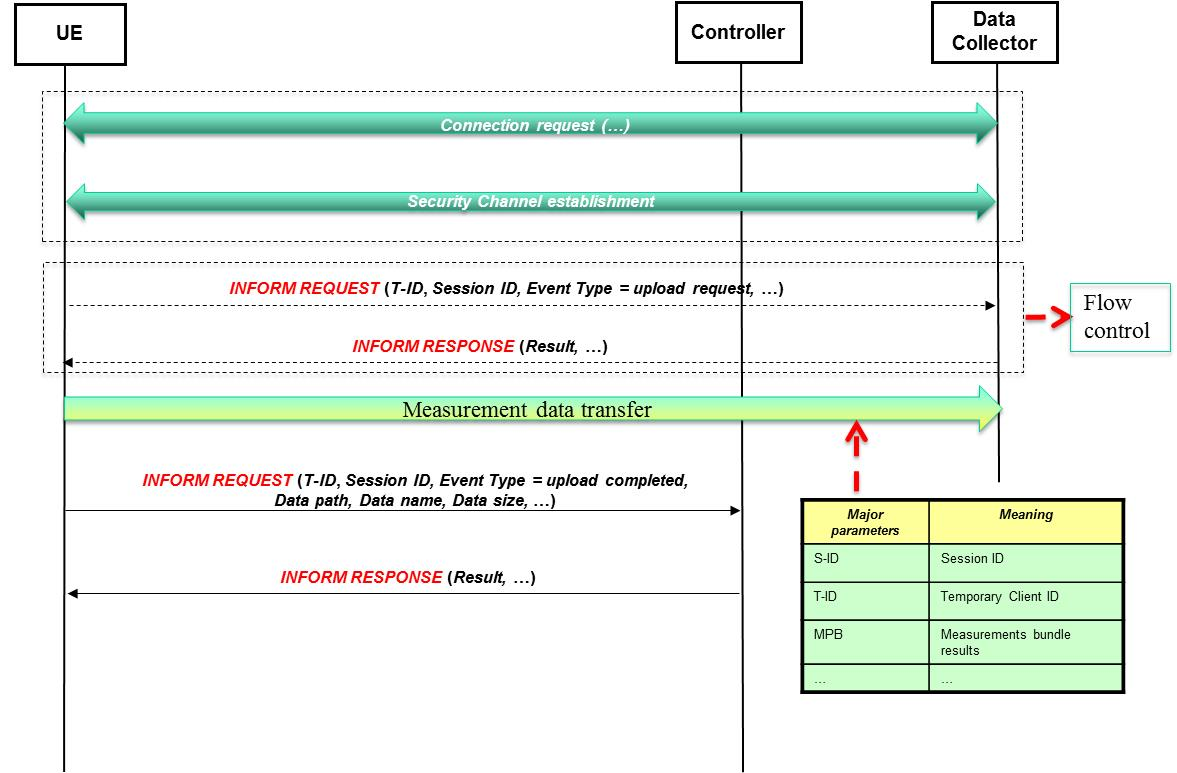 UE
Controller
Data
Collector
Connection request (…)
Security Channel establishment
INFORM REQUEST (T-ID, Session ID, Event Type = upload request, …)
Flow
control
INFORM RESPONSE (Result, …)
Measurement data transfer
INFORM REQUEST (T-ID, Session ID, Event Type = upload completed,
Data path, Data name, Data size, …)
INFORM RESPONSE (Result, …)
Major
parameters
Meaning
S-ID
Session ID
T-ID
Temporary Client ID
MPB
Measurements bundle
results
…
…